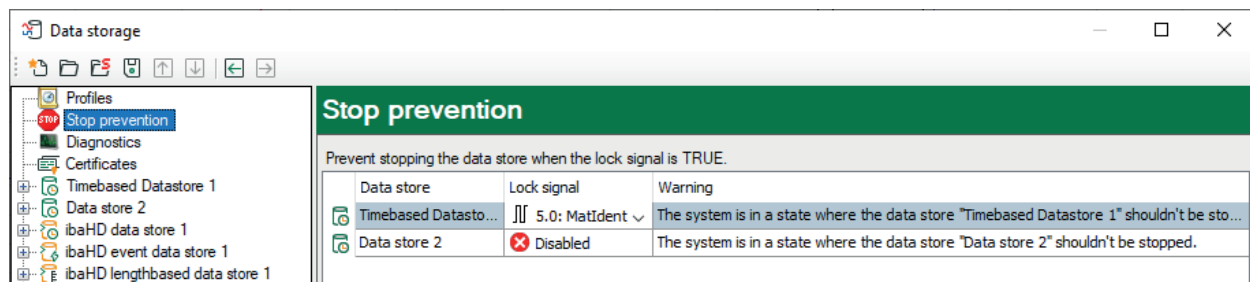 Data storage
Profiles
STOP Stop prevention
Diagnostics
Certificates
Timebased Datastore 1
Data store 2
ibaHD data store 1
ibaHD event data store 1
ibaHD lengthbased data store 1
Stop prevention
Prevent stopping the data store when the lock signal is TRUE.
Data store Lock signal Warning
Timebased Datasto... 5.0: MatIdent The system is in a state where the data store "Timebased Datastore 1" shouldn't be sto...
Data store 2 Disabled The system is in a state where the data store "Data store 2" shouldn't be stopped.